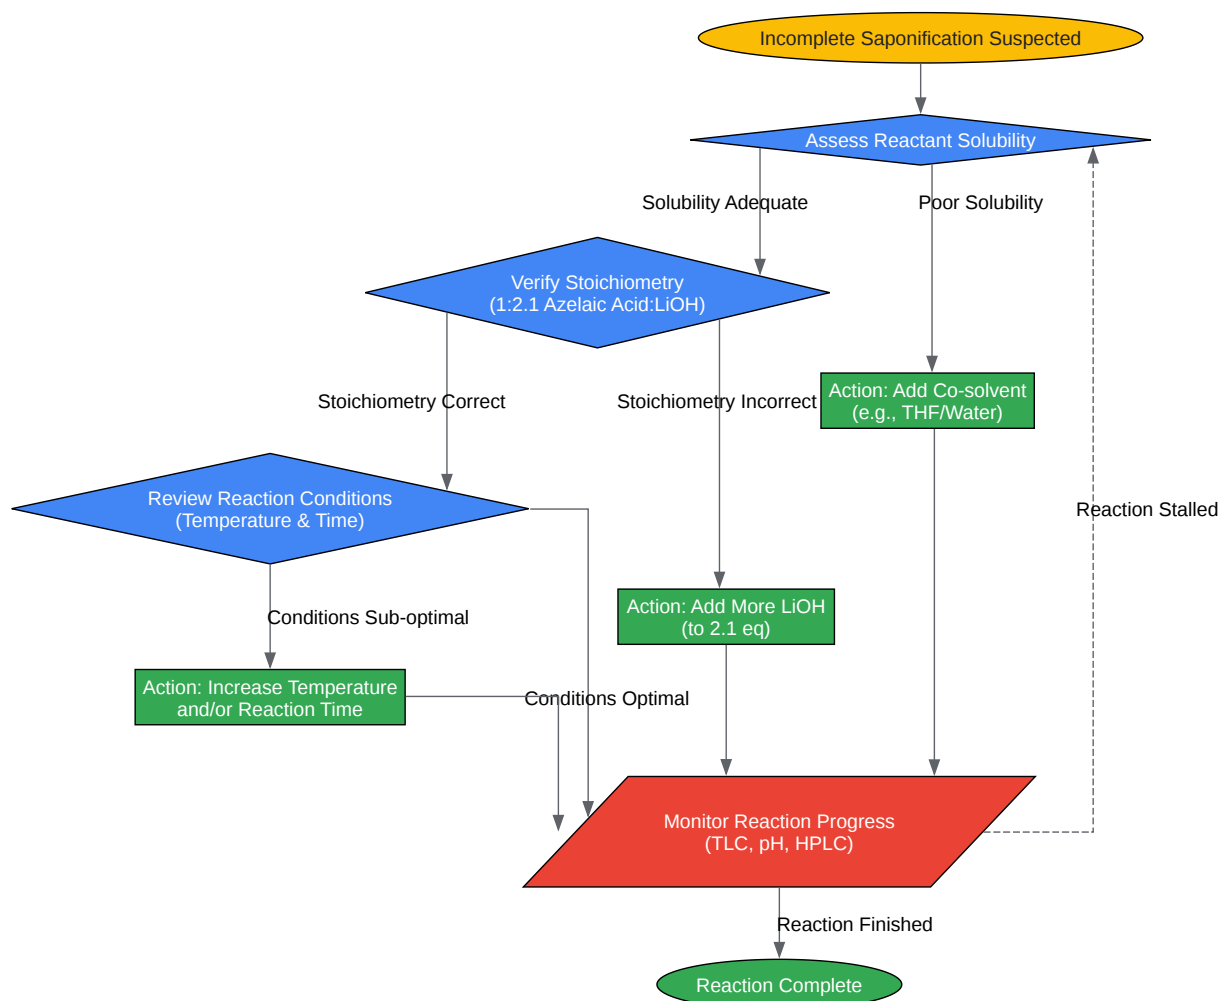 Incomplete Saponification Suspected
Assess Reactant Solubility
Solubility Adequate
Poor Solubility
Verify Stoichiometry
(1:2.1 Azelaic Acid:LiOH)
Action: Add Co-solvent
(e.g., THF/Water)
Stoichiometry Correct
Stoichiometry Incorrect
Review Reaction Conditions
(Temperature & Time)
Reaction Stalled
Action: Add More LiOH
(to 2.1 eq)
Conditions Sub-optimal
Action: Increase Temperature
and/or Reaction Time
Conditions Optimal
Monitor Reaction Progress
(TLC, pH, HPLC)
Reaction Finished
Reaction Complete